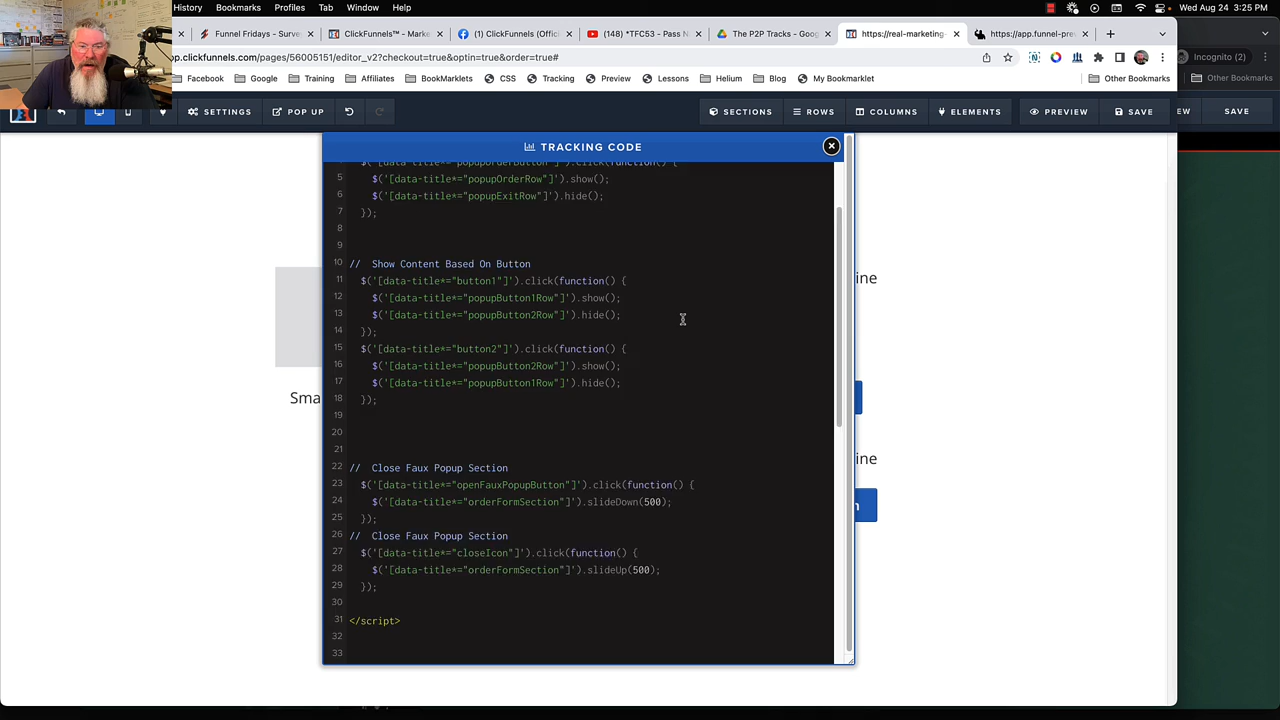 History Bookmarks Profiles Tab Window Help Wed Aug 24 3:25 PM
Funnel Fridays - Surve ClickFunnels™ - Marke (1) ClickFunnels (Offici (148) *TFC53 - Pass N The P2P Tracks - Goog https://real-marketing- https://app.funnel-prev
pp.clickfunnels.com/pages/56005151/editor_v2?checkout=true&optin=true&order=true# Incognito (2)
Facebook Google Training Affiliates BookMarklets CSS Tracking Preview Lessons Helium Blog My Bookmarklet Other Bookmarks Other Bookmarks
SETTINGS POP UP SECTIONS ROWS COLUMNS ELEMENTS PREVIEW SAVE EW SAVE
TRACKING CODE
5 $('[data-title*="popupOrderRow"]').show();
6 $('[data-title*="popupExitRow"]').hide();
7 });
8
9
10 // Show Content Based On Button
11 $('[data-title*="button1"]').click(function() {
12 $('[data-title*="popupButton1Row"]').show();
13 $('[data-title*="popupButton2Row"]').hide();
14 });
15 $('[data-title*="button2"]').click(function() {
16 $('[data-title*="popupButton2Row"]').show();
17 $('[data-title*="popupButton1Row"]').hide();
18 });
19
20
21
22 // Close Faux Popup Section
23 $('[data-title*="openFauxPopupButton"]').click(function() {
24 $('[data-title*="orderFormSection"]').slideDown(500);
25 });
26 // Close Faux Popup Section
27 $('[data-title*="closeIcon"]').click(function() {
28 $('[data-title*="orderFormSection"]').slideUp(500);
29 });
30
31 </script>
32
33
Sma
ine
ine
n